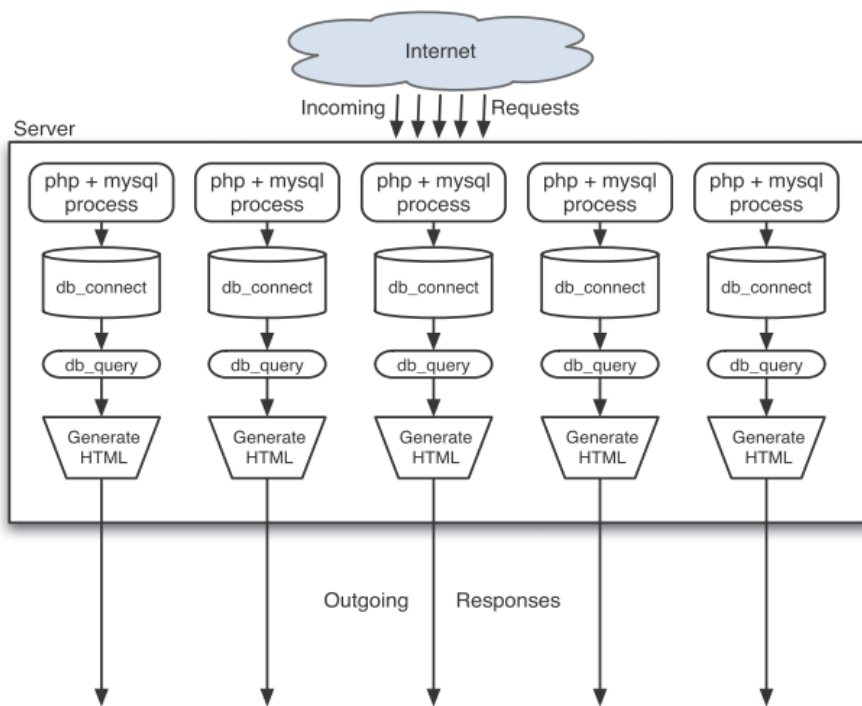 Internet
Incoming Requests
Server
php + mysql
process
php + mysql
process
php + mysql
process
php + mysql
process
php + mysql
process
db_connect
db_connect
db_connect
db_connect
db_connect
db_query
db_query
db_query
db_query
db_query
Generate
HTML
Generate
HTML
Generate
HTML
Generate
HTML
Generate
HTML
Outgoing Responses